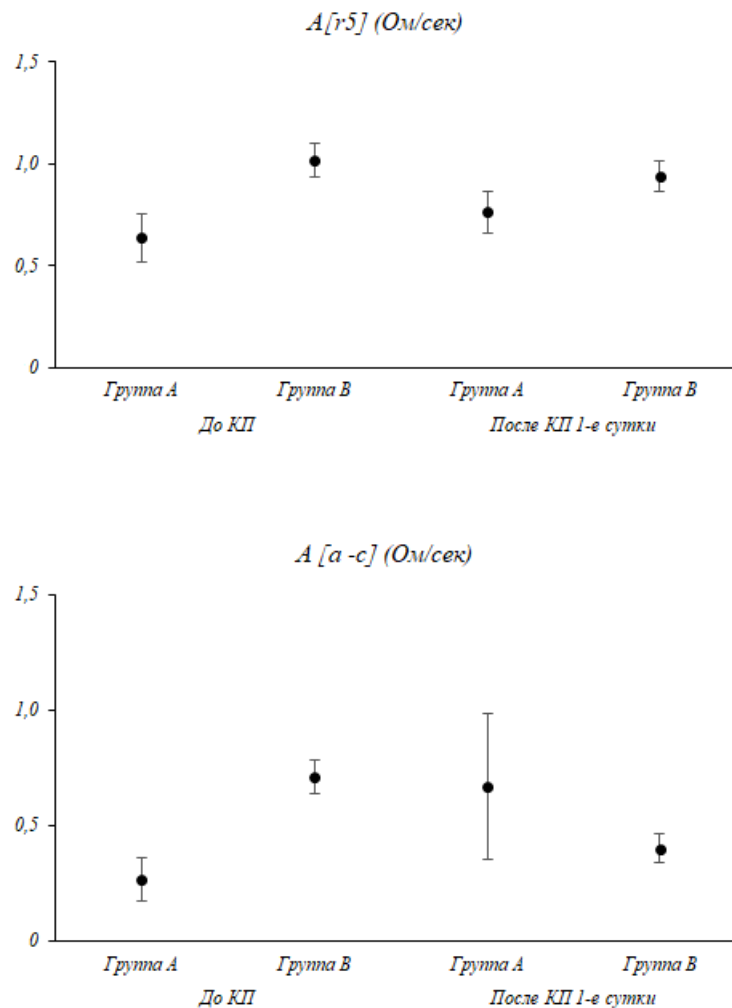 A[r5] (Ом/сек)
1,5
1,0
0,5
0
Группа А Группа В Группа А Группа В
До КП После КП 1-е сутки
A [a -c] (Ом/сек)
1,5
1,0
0,5
0
Группа А Группа В Группа А Группа В
До КП После КП 1-е сутки